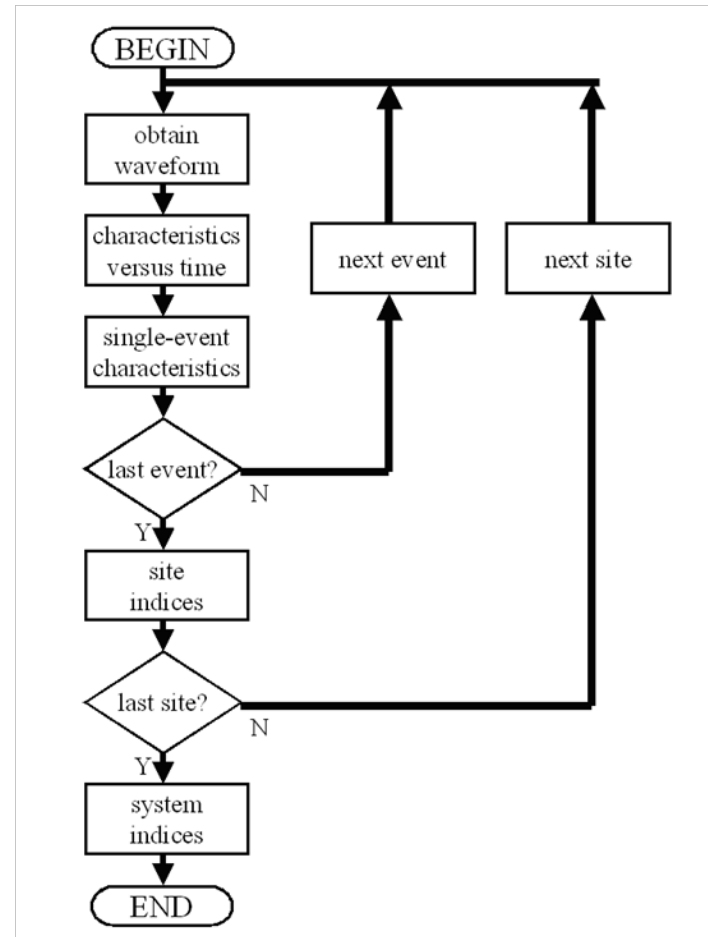 BEGIN
obtain
waveform
characteristics
versus time
next event
next site
single-event
characteristics
last event?
N
Y
site
indices
last site?
N
Y
system
indices
END